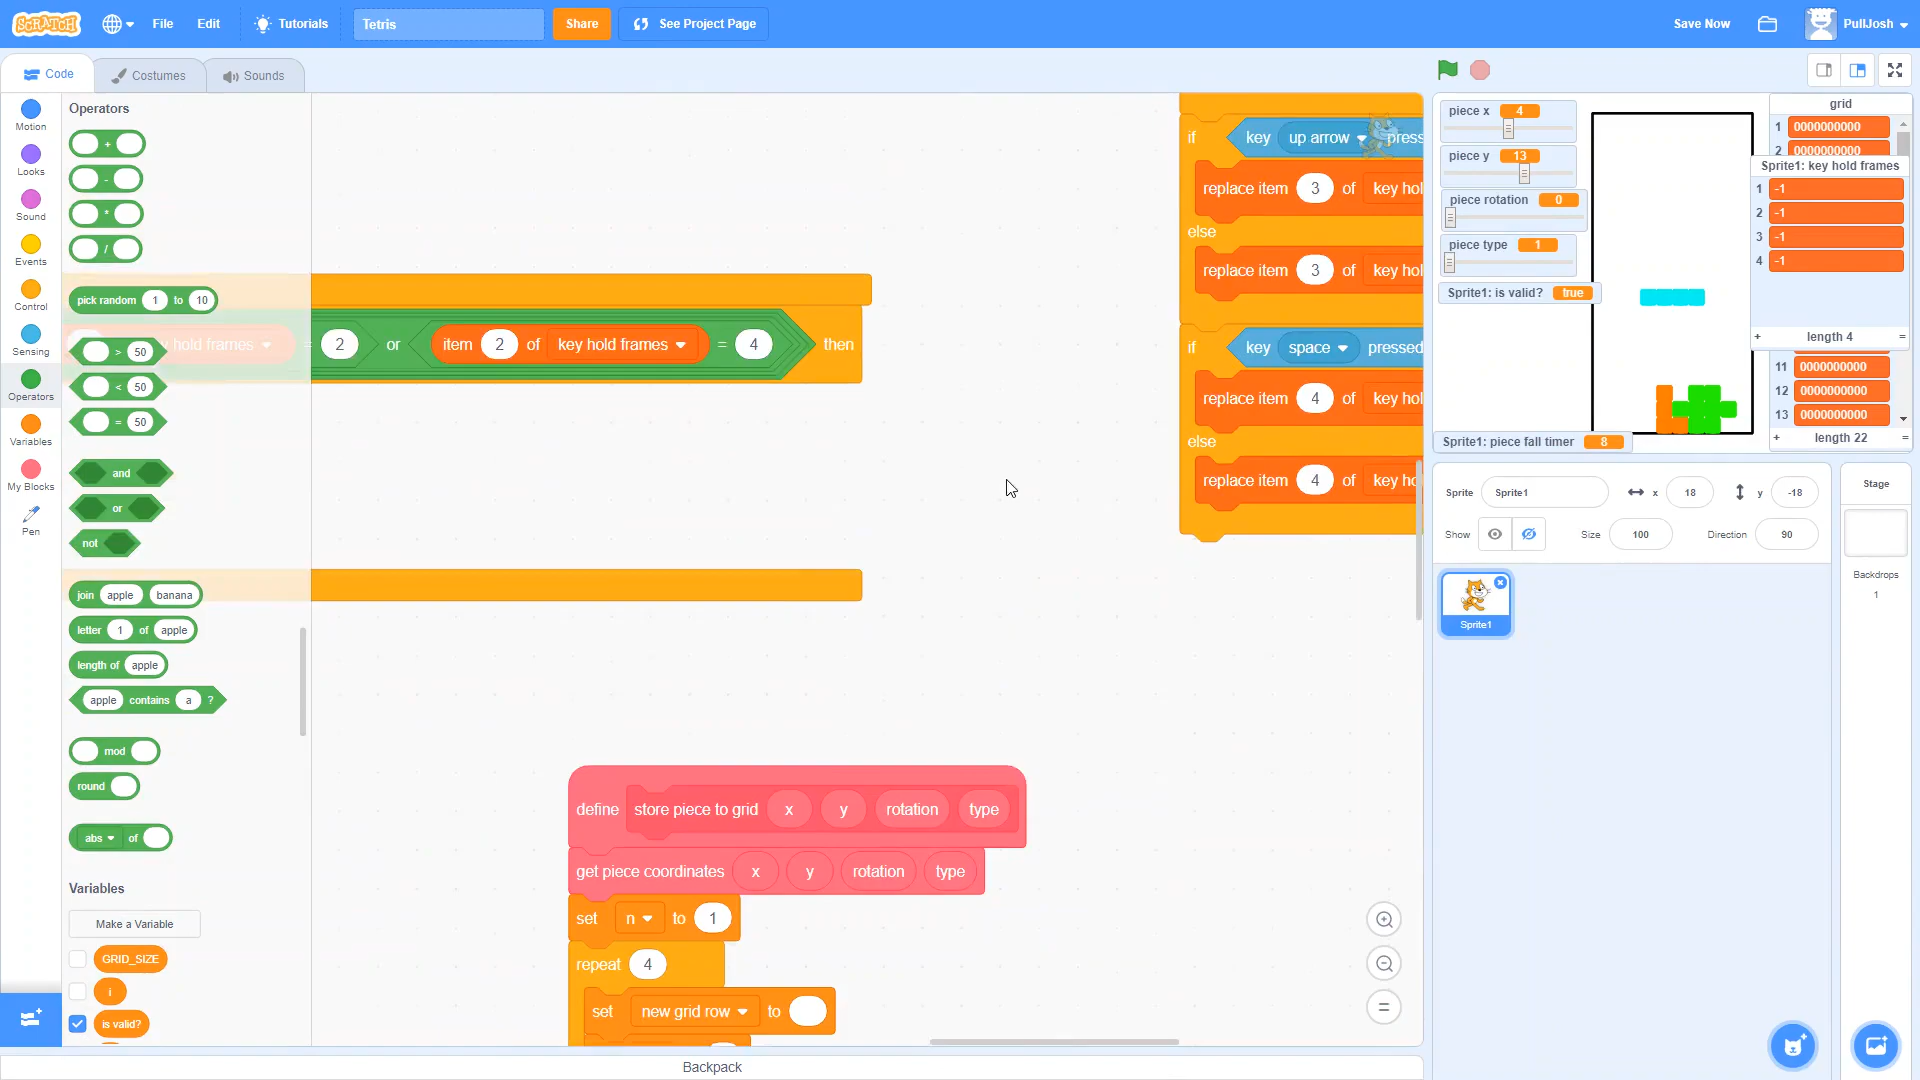 SCRATCH
File
Edit
Tutorials
Tetris
Share
See Project Page
Save Now
PullJosh
Code
Costumes
Sounds
Motion
Looks
Sound
Events
Control
Sensing
Operators
Variables
My Blocks
Pen
Operators
+
-
*
/
pick random 1 to 10
> 50
< 50
= 50
and
or
not
join apple banana
letter 1 of apple
length of apple
apple contains a ?
mod
round
abs of
Variables
Make a Variable
GRID_SIZE
i
is valid?
hold frames = 2 or item 2 of key hold frames = 4 then
if key up arrow press
replace item 3 of key hol
else
replace item 3 of key hol
if key space pressed
replace item 4 of key hol
else
replace item 4 of key ho
define store piece to grid x y rotation type
get piece coordinates x y rotation type
set n to 1
repeat 4
set new grid row to
Backpack
piece x 4
piece y 13
piece rotation 0
piece type 1
Sprite1: is valid? true
Sprite1: piece fall timer 8
grid
1 0000000000
2 0000000000
Sprite1: key hold frames
1 -1
2 -1
3 -1
4 -1
+ length 4 =
11 0000000000
12 0000000000
13 0000000000
+ length 22 =
Sprite Sprite1 x 18 y -18
Show Size 100 Direction 90
Sprite1
Stage
Backdrops
1